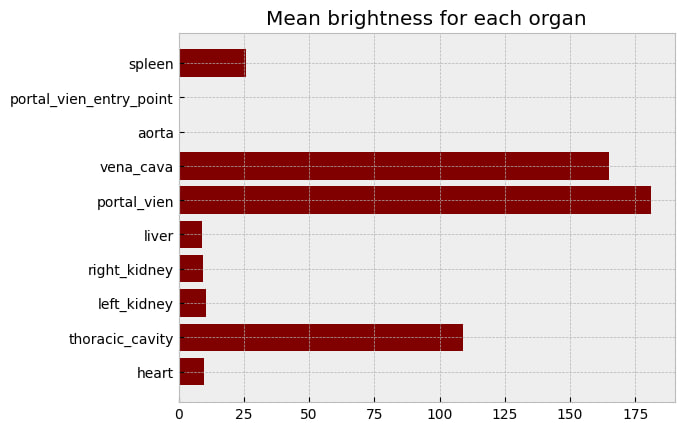 Mean brightness for each organ
spleen
portal_vien_entry_point
aorta
vena_cava
portal_vien
liver
right_kidney
left_kidney
thoracic_cavity
heart
0 25 50 75 100 125 150 175